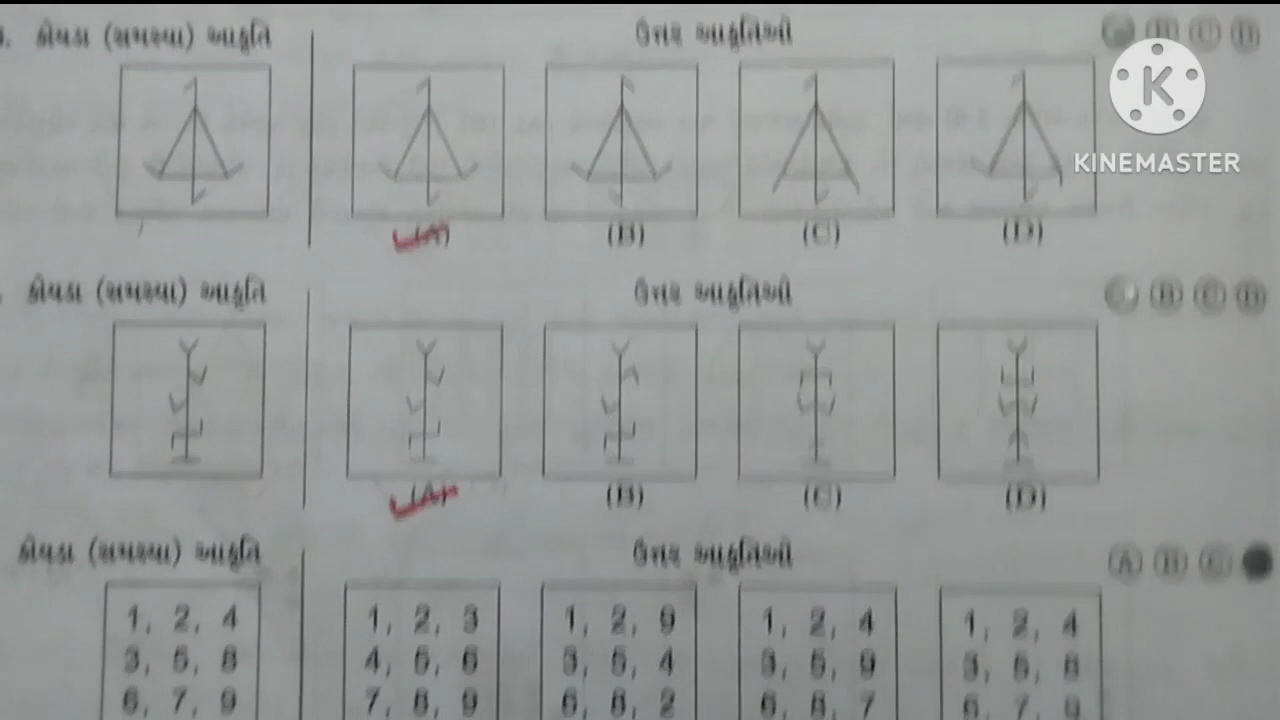 કોયડા (સમસ્યા) આકૃતિ ઉત્તર આકૃતિઓ B C D
K
KINEMASTER
(A) (B) (C) (D)
કોયડા (સમસ્યા) આકૃતિ ઉત્તર આકૃતિઓ B C D
(A) (B) (C) (D)
કોયડા (સમસ્યા) આકૃતિ ઉત્તર આકૃતિઓ A B C
1, 2, 4 1, 2, 3 1, 2, 9 1, 2, 4 1, 2, 4
3, 5, 8 4, 5, 6 3, 5, 4 3, 5, 9 3, 5, 8
6, 7, 9 7, 8, 9 6, 8, 2 6, 8, 7 6, 7, 9